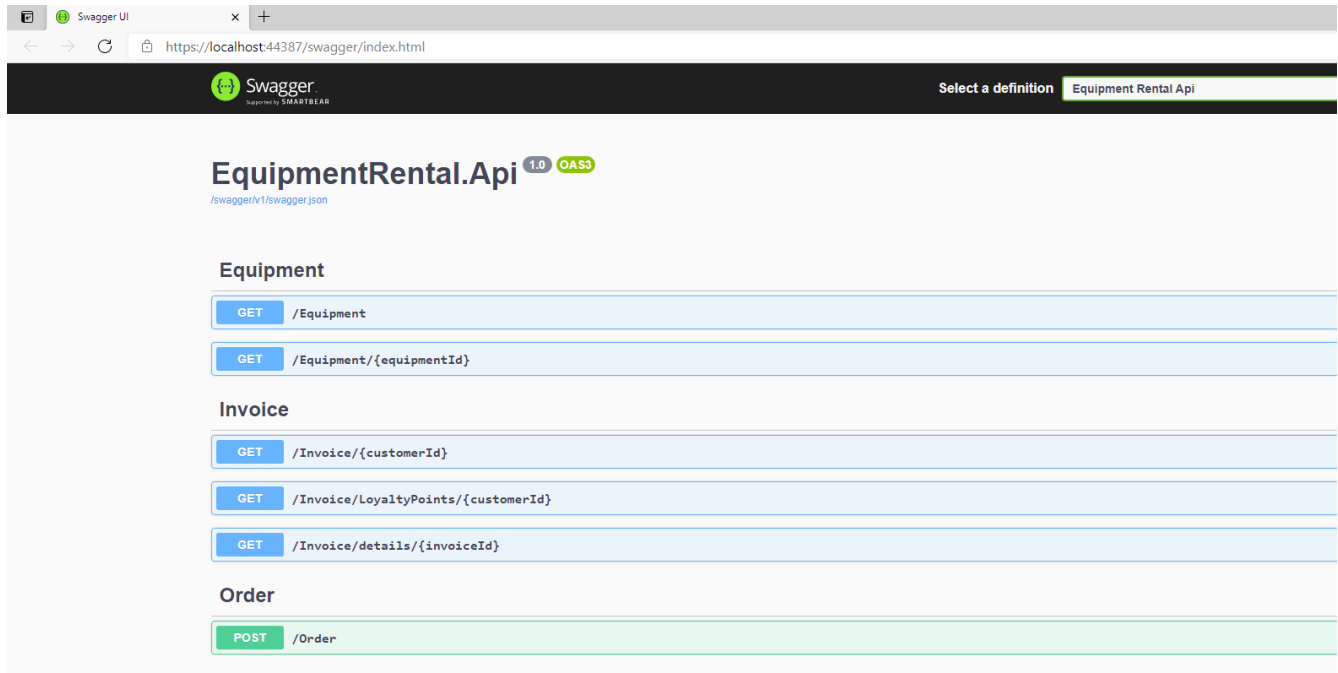 Swagger UI
https://localhost:44387/swagger/index.html
Swagger
Supported by SMARTBEAR
Select a definition
Equipment Rental Api
EquipmentRental.Api 1.0 OAS3
/swagger/v1/swagger.json
Equipment
GET /Equipment
GET /Equipment/{equipmentId}
Invoice
GET /Invoice/{customerId}
GET /Invoice/LoyaltyPoints/{customerId}
GET /Invoice/details/{invoiceId}
Order
POST /Order